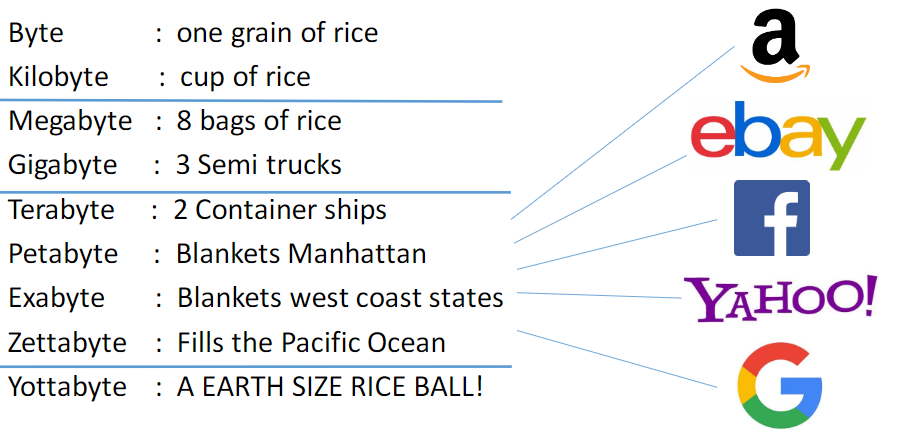 Byte : one grain of rice
Kilobyte : cup of rice
Megabyte : 8 bags of rice
Gigabyte : 3 Semi trucks
Terabyte : 2 Container ships
Petabyte : Blankets Manhattan
Exabyte : Blankets west coast states
Zettabyte : Fills the Pacific Ocean
Yottabyte : A EARTH SIZE RICE BALL!
a
ebay
f
YAHOO!
G